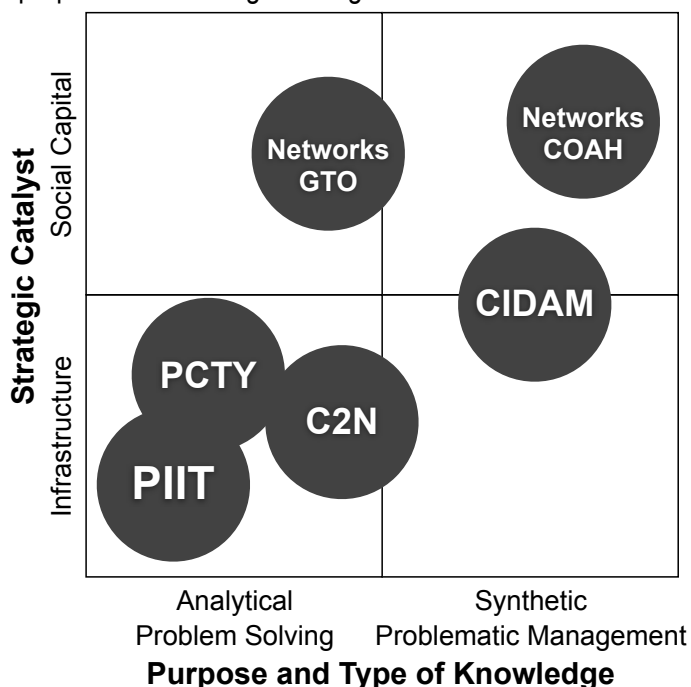 Social Capital
Strategic Catalyst
Infrastructure
Networks
GTO
Networks
COAH
CIDAM
PCTY
C2N
PIIT
Analytical
Problem Solving
Synthetic
Problematic Management
Purpose and Type of Knowledge